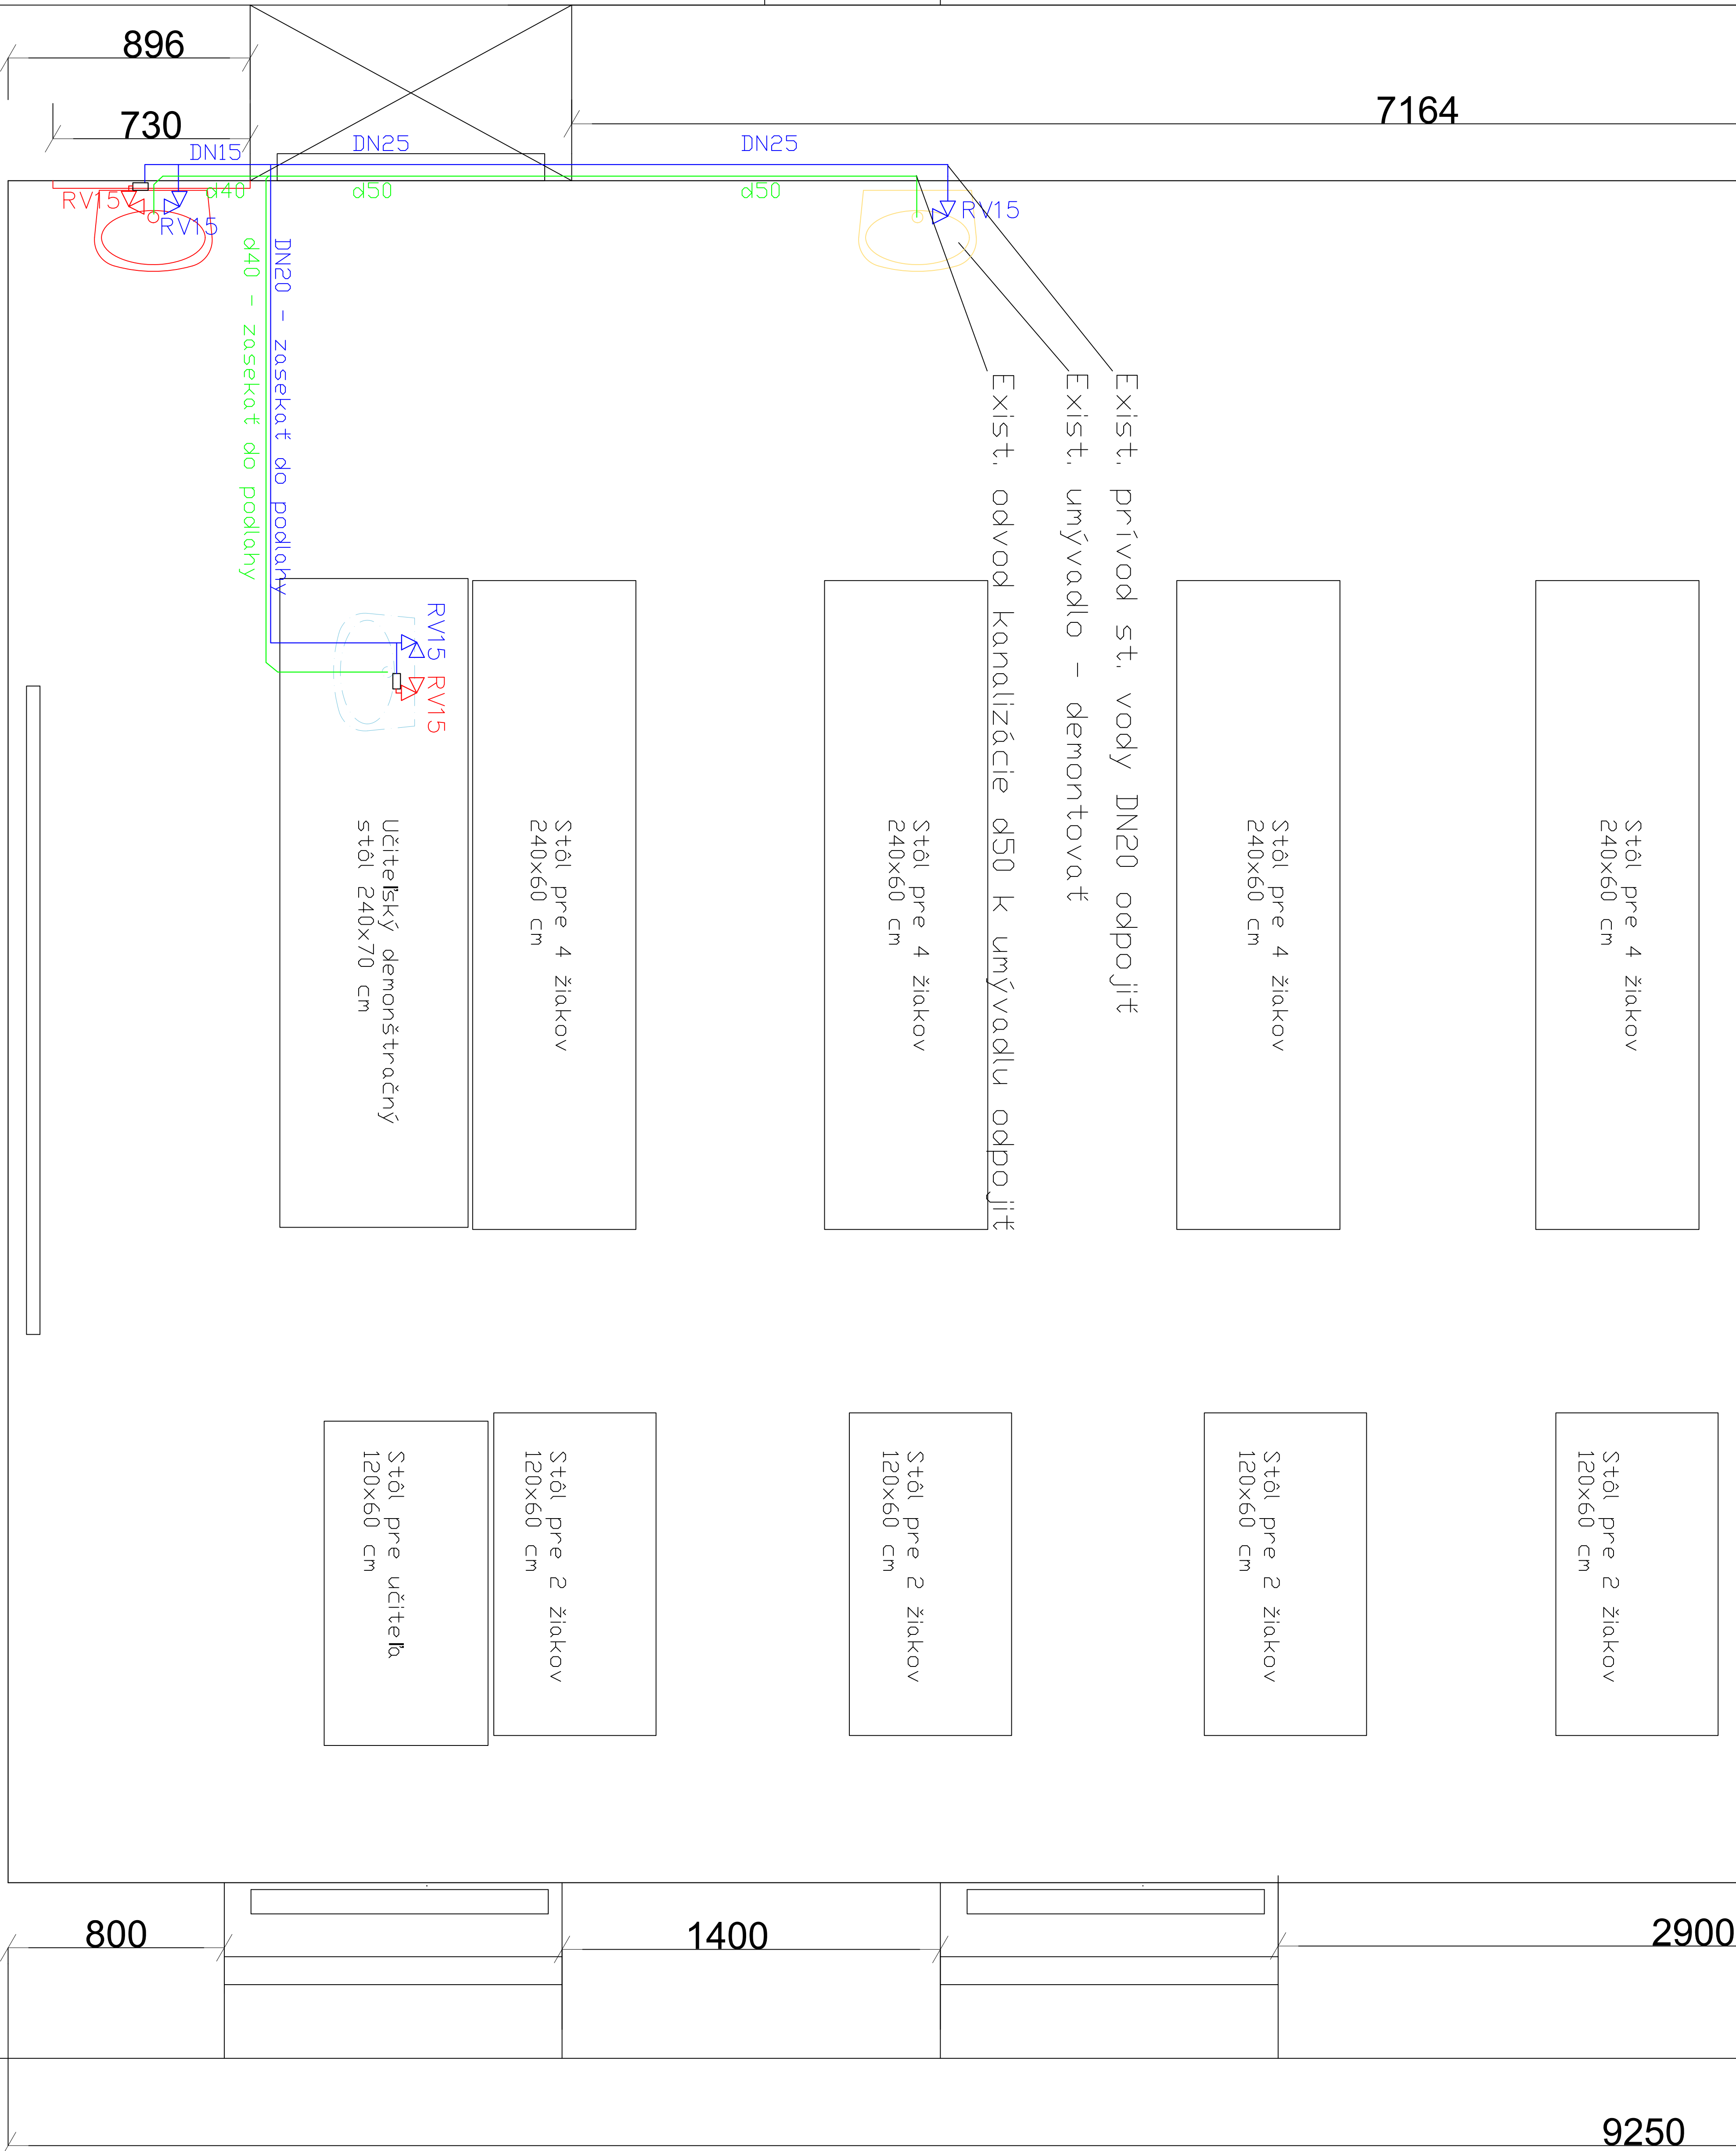 896
7164
730
DN15
DN25
DN25
RV15
d40
d50
d50
RV15
RV15
DN20 - zasekať do podlahy
d40 - zasekať do podlahy
Exist. prívod st. vody DN20 odpojiť
Exist. umývadlo - demontovať
Exist. odvod kanalizácie d50 k umývadlu odpojiť
RV15
RV15
Učiteľský demonštračný
stôl 240x70 cm
Stôl pre 4 žiakov
240x60 cm
Stôl pre 4 žiakov
240x60 cm
Stôl pre 4 žiakov
240x60 cm
Stôl pre 4 žiakov
240x60 cm
Stôl pre učiteľa
120x60 cm
Stôl pre 2 žiakov
120x60 cm
Stôl pre 2 žiakov
120x60 cm
Stôl pre 2 žiakov
120x60 cm
Stôl pre 2 žiakov
120x60 cm
800
1400
2900
9250